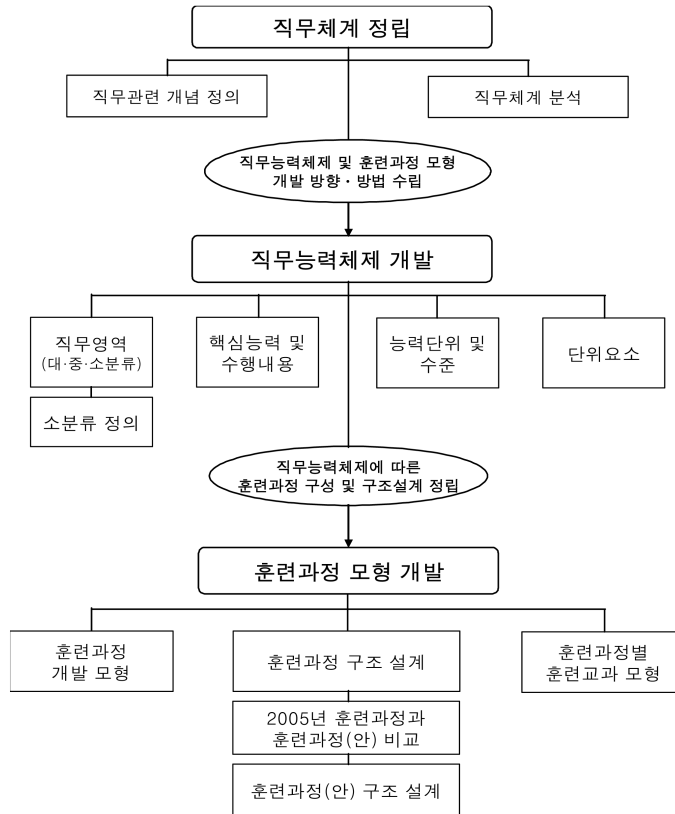 직무체계 정립
직무관련 개념 정의
직무체계 분석
직무능력체제 및 훈련과정 모형
개발 방향·방법 수립
직무능력체제 개발
직무영역
(대·중·소분류)
소분류 정의
핵심능력 및
수행내용
능력단위 및
수준
단위요소
직무능력체제에 따른
훈련과정 구성 및 구조설계 정립
훈련과정 모형 개발
훈련과정
개발 모형
훈련과정 구조 설계
2005년 훈련과정과
훈련과정(안) 비교
훈련과정(안) 구조 설계
훈련과정별
훈련교과 모형